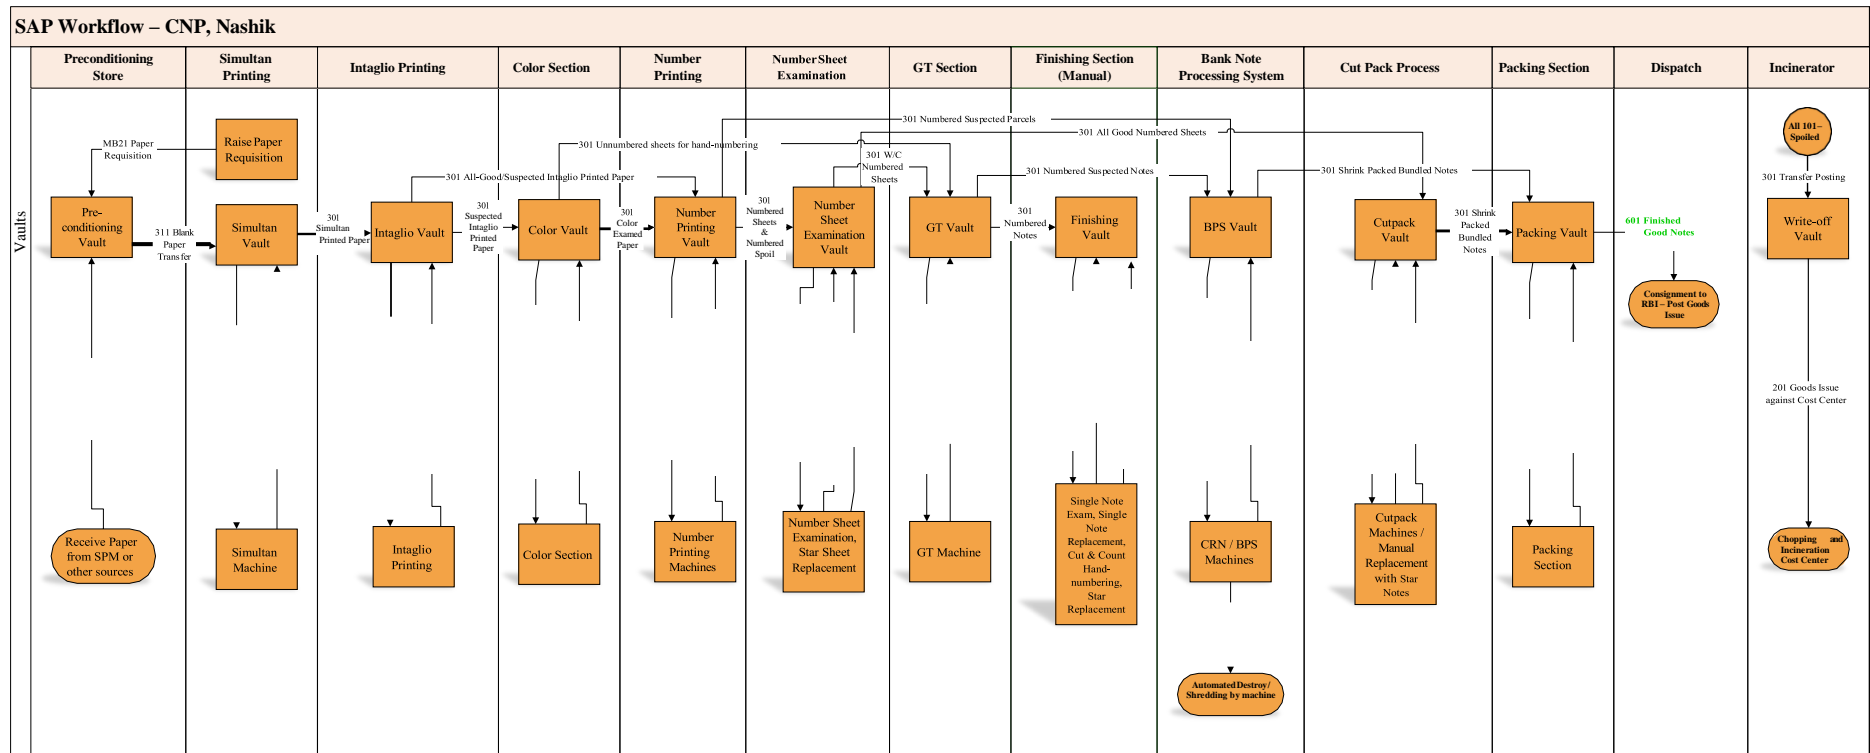 SAP Workflow – CNP, Nashik
Vaults
Preconditioning
Store
Simultan
Printing
Intaglio Printing
Color Section
Number
Printing
Number Sheet
Examination
GT Section
Finishing Section
(Manual)
Bank Note
Processing System
Cut Pack Process
Packing Section
Dispatch
Incinerator
MB21 Paper
Requisition
Raise Paper
Requisition
301 Numbered Suspected Parcels
301 All Good Numbered Sheets
301 Unnumbered sheets for hand-numbering
301 W/C
Numbered
Sheets
301 All-Good/Suspected Intaglio Printed Paper
301 Numbered Suspected Notes
301 Shrink Packed Bundled Notes
All 101 –
Spoiled
301 Transfer Posting
Pre-
conditioning
Vault
311 Blank
Paper
Transfer
Simultan
Vault
301
Simultan
Printed Paper
Intaglio Vault
301
Suspected
Intaglio
Printed
Paper
Color Vault
301
Color
Examed
Paper
Number
Printing
Vault
301
Numbered
Sheets
&
Numbered
Spoil
Number
Sheet
Examination
Vault
GT Vault
301
Numbered
Notes
Finishing
Vault
BPS Vault
Cutpack
Vault
301 Shrink
Packed
Bundled
Notes
Packing Vault
601 Finished
Good Notes
Consignment to
RBI – Post Goods
Issue
Write-off
Vault
201 Goods Issue
against Cost Center
Receive Paper
from SPM or
other sources
Simultan
Machine
Intaglio
Printing
Color Section
Number
Printing
Machines
Number Sheet
Examination,
Star Sheet
Replacement
GT Machine
Single Note
Exam, Single
Note
Replacement,
Cut & Count
Hand-
numbering,
Star
Replacement
CRN / BPS
Machines
Automated Destroy/
Shredding by machine
Cutpack
Machines /
Manual
Replacement
with Star
Notes
Packing
Section
Chopping and
Incineration
Cost Center